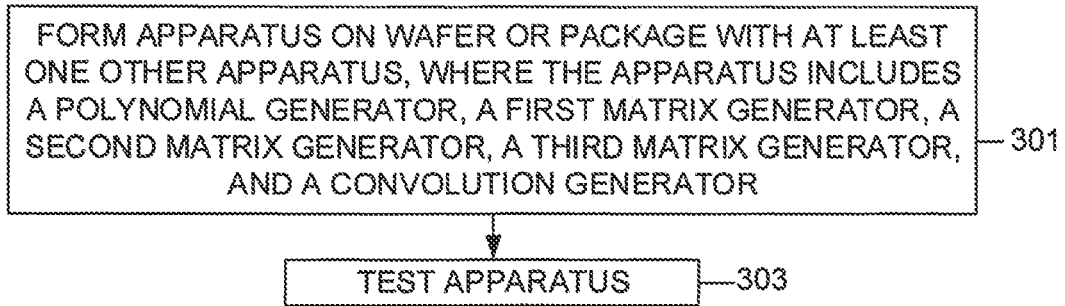 FORM APPARATUS ON WAFER OR PACKAGE WITH AT LEAST
ONE OTHER APPARATUS, WHERE THE APPARATUS INCLUDES
A POLYNOMIAL GENERATOR, A FIRST MATRIX GENERATOR, A
SECOND MATRIX GENERATOR, A THIRD MATRIX GENERATOR,
AND A CONVOLUTION GENERATOR
301
TEST APPARATUS
303